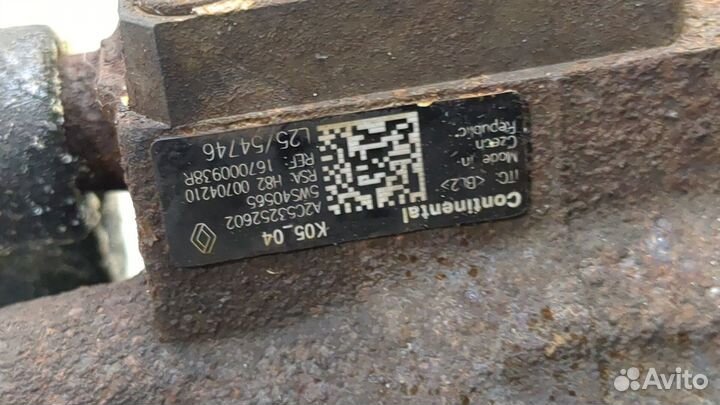 Continental
iTC <BL2>
Made in
Czech
Republic
K05_04
A2C53252602
5WS40565
RSA: H82 00704210
REF: 167000938R
L25/54746
Avito